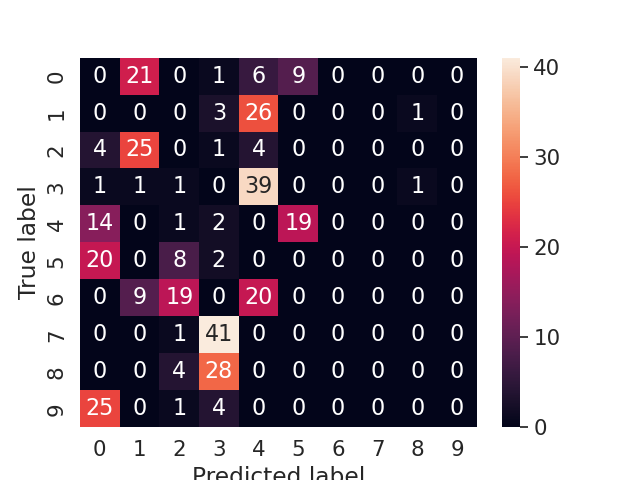 0 0 21 0 1 6 9 0 0 0 0
1 0 0 0 3 26 0 0 0 1 0
2 4 25 0 1 4 0 0 0 0 0
3 1 1 1 0 39 0 0 0 1 0
4 14 0 1 2 0 19 0 0 0 0
5 20 0 8 2 0 0 0 0 0 0
6 0 9 19 0 20 0 0 0 0 0
7 0 0 1 41 0 0 0 0 0 0
8 0 0 4 28 0 0 0 0 0 0
9 25 0 1 4 0 0 0 0 0 0
0 1 2 3 4 5 6 7 8 9
True label
Predicted label
40
30
20
10
0